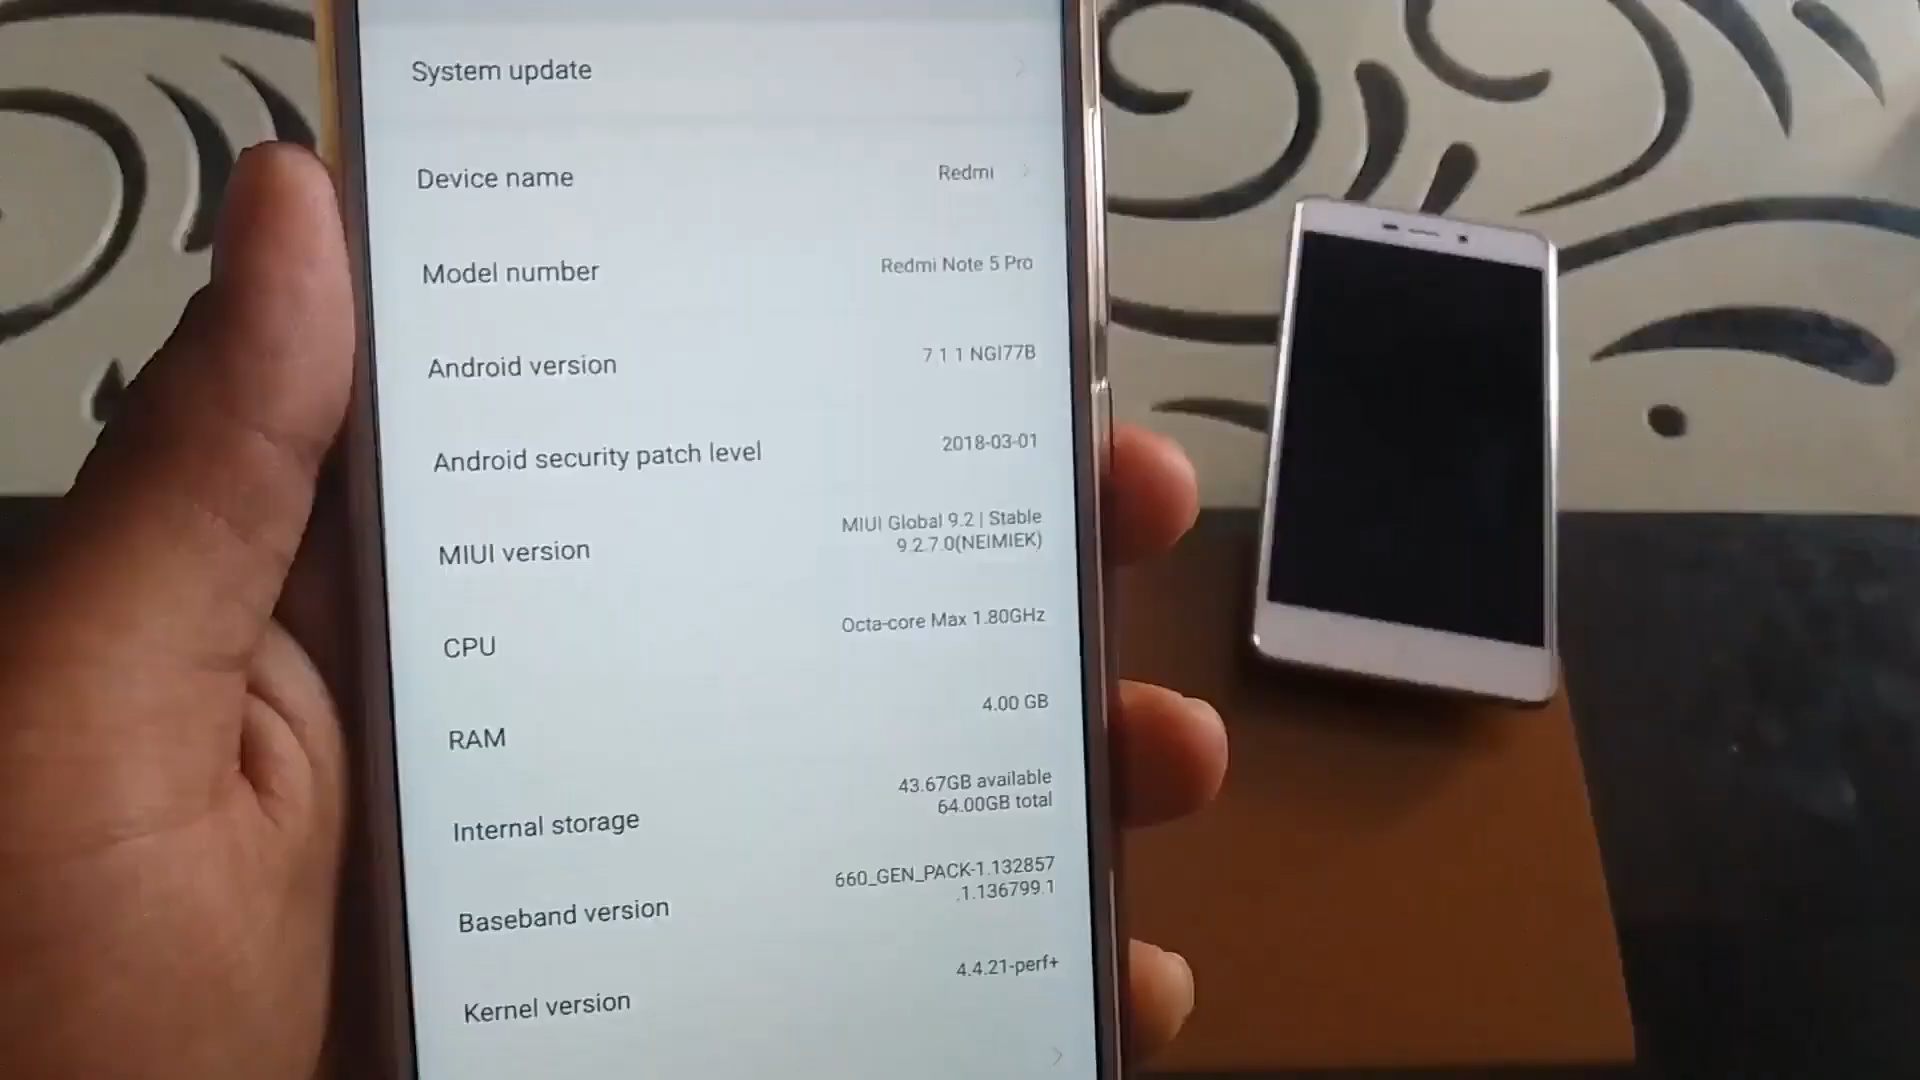 System update
Device name
Redmi
Model number
Redmi Note 5 Pro
Android version
7 1 1 NGI77B
Android security patch level
2018-03-01
MIUI version
MIUI Global 9.2 | Stable
9.2.7.0(NEIMIEK)
CPU
Octa-core Max 1.80GHz
RAM
4.00 GB
Internal storage
43.67GB available
64.00GB total
Baseband version
660_GEN_PACK-1.132857
.1.136799.1
Kernel version
4.4.21-perf+